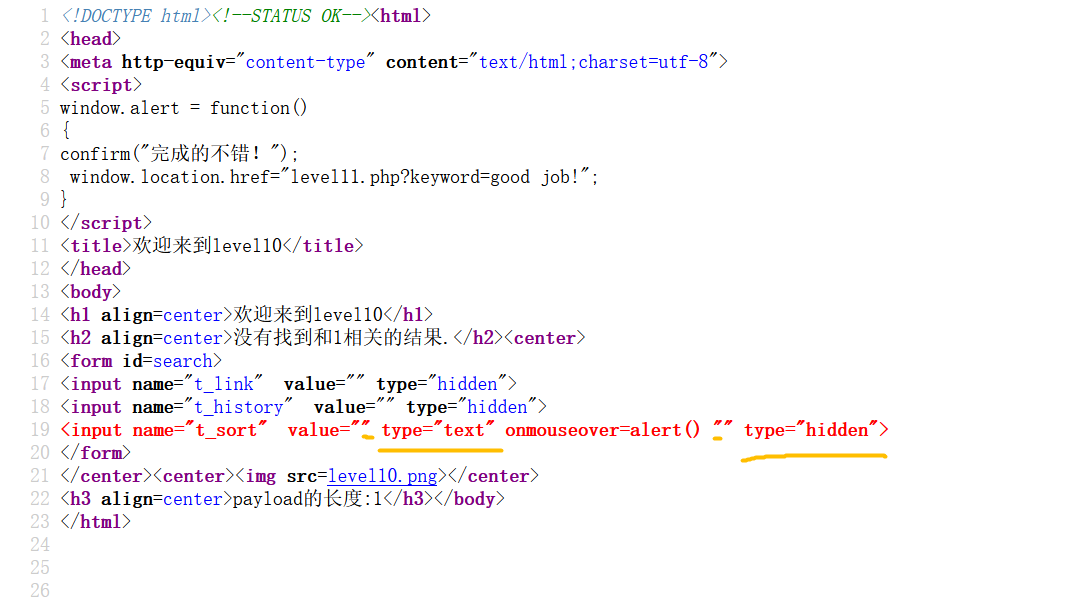 1 <!DOCTYPE html><!--STATUS OK--><html>
2 <head>
3 <meta http-equiv="content-type" content="text/html;charset=utf-8">
4 <script>
5 window.alert = function()
6 {
7 confirm("完成的不错！");
8  window.location.href="level11.php?keyword=good job!";
9 }
10 </script>
11 <title>欢迎来到level10</title>
12 </head>
13 <body>
14 <h1 align=center>欢迎来到level10</h1>
15 <h2 align=center>没有找到和1相关的结果.</h2><center>
16 <form id=search>
17 <input name="t_link"  value="" type="hidden">
18 <input name="t_history"  value="" type="hidden">
19 <input name="t_sort"  value="" type="text" onmouseover=alert() "" type="hidden">
20 </form>
21 </center><center><img src=level10.png></center>
22 <h3 align=center>payload的长度:1</h3></body>
23 </html>
24
25
26